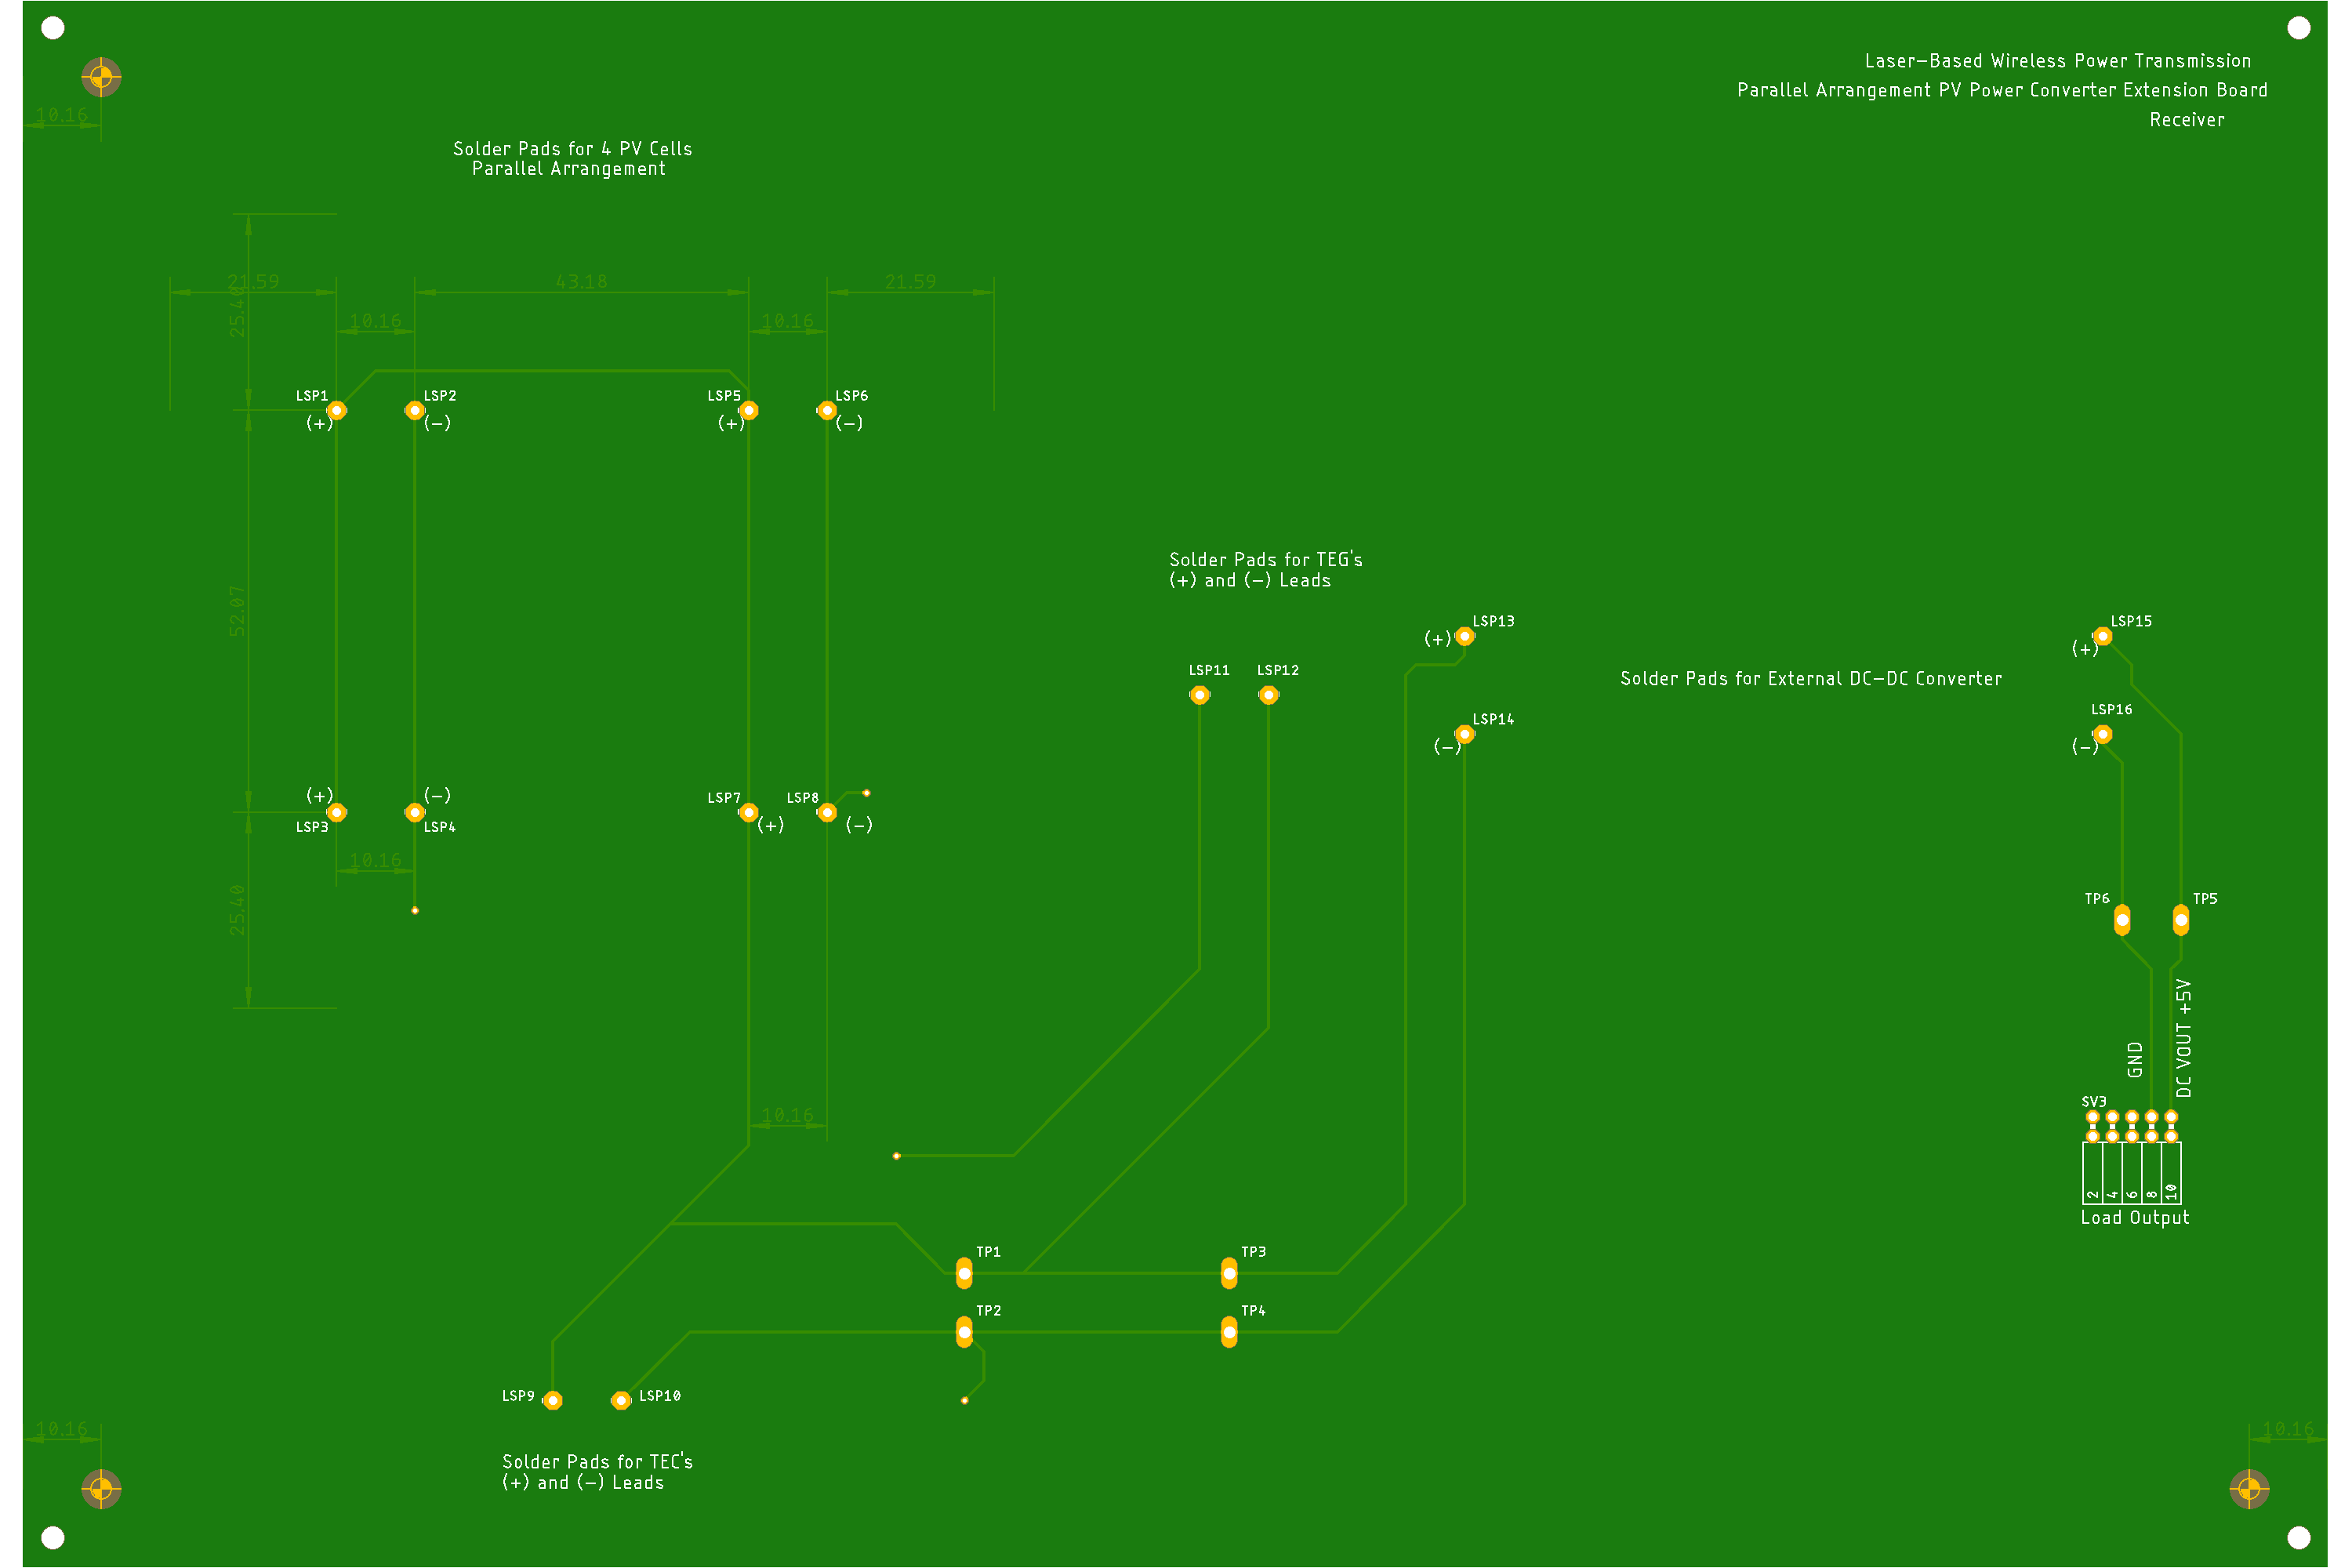 Laser-Based Wireless Power Transmission
Parallel Arrangement PV Power Converter Extension Board
Receiver
10.16
Solder Pads for 4 PV Cells
Parallel Arrangement
21.59
43.18
21.59
25.40
10.16
10.16
LSP1
LSP2
LSP5
LSP6
(+)
(-)
(+)
(-)
52.07
Solder Pads for TEG's
(+) and (-) Leads
LSP13
(+)
LSP15
(+)
LSP11
LSP12
Solder Pads for External DC-DC Converter
LSP14
(-)
LSP16
(-)
(+)
(-)
LSP7
LSP8
LSP3
LSP4
(+)
(-)
10.16
25.40
TP6
TP5
DC VOUT +5V
GND
SV3
10.16
2
4
6
8
10
Load Output
TP1
TP3
TP2
TP4
LSP9
LSP10
10.16
10.16
Solder Pads for TEC's
(+) and (-) Leads